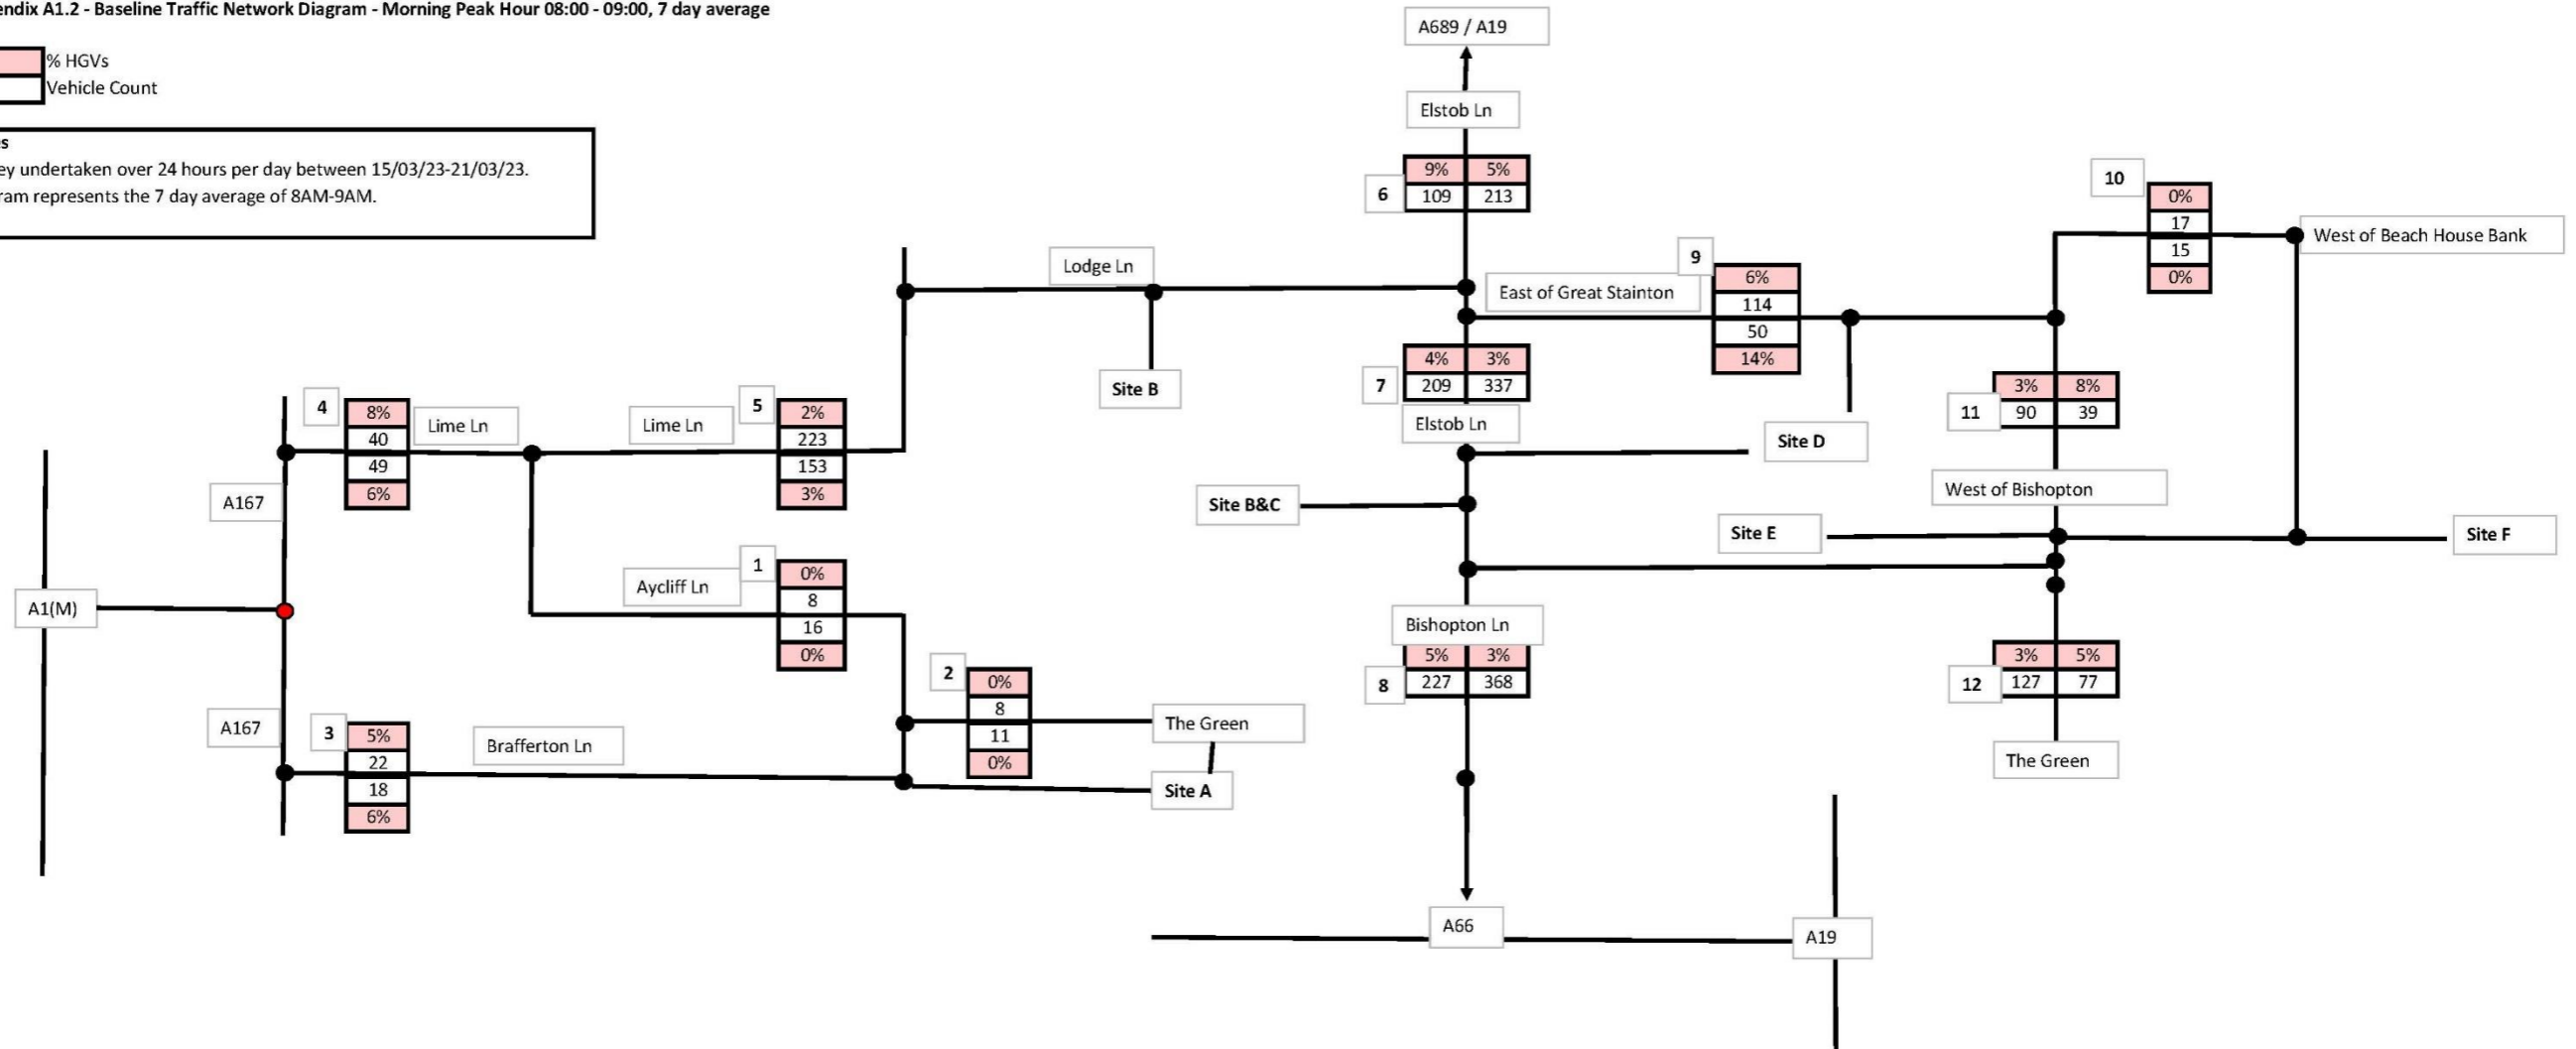 endix A1.2 - Baseline Traffic Network Diagram - Morning Peak Hour 08:00 - 09:00, 7 day average
% HGVs
Vehicle Count
es
ey undertaken over 24 hours per day between 15/03/23-21/03/23.
ram represents the 7 day average of 8AM-9AM.
A689 / A19
Elstob Ln
6
9% 5%
109 213
10
0%
17
15
0%
West of Beach House Bank
Lodge Ln
Site B
East of Great Stainton
9
6%
114
50
14%
7
4% 3%
209 337
Elstob Ln
11
3% 8%
90 39
4
8%
40
49
6%
Lime Ln
Lime Ln
5
2%
223
153
3%
Site D
A167
Site B&C
West of Bishopton
Site E
Site F
A1(M)
Aycliff Ln
1
0%
8
16
0%
Bishopton Ln
8
5% 3%
227 368
12
3% 5%
127 77
2
0%
8
11
0%
The Green
A167
3
5%
22
18
6%
Brafferton Ln
Site A
The Green
A66
A19